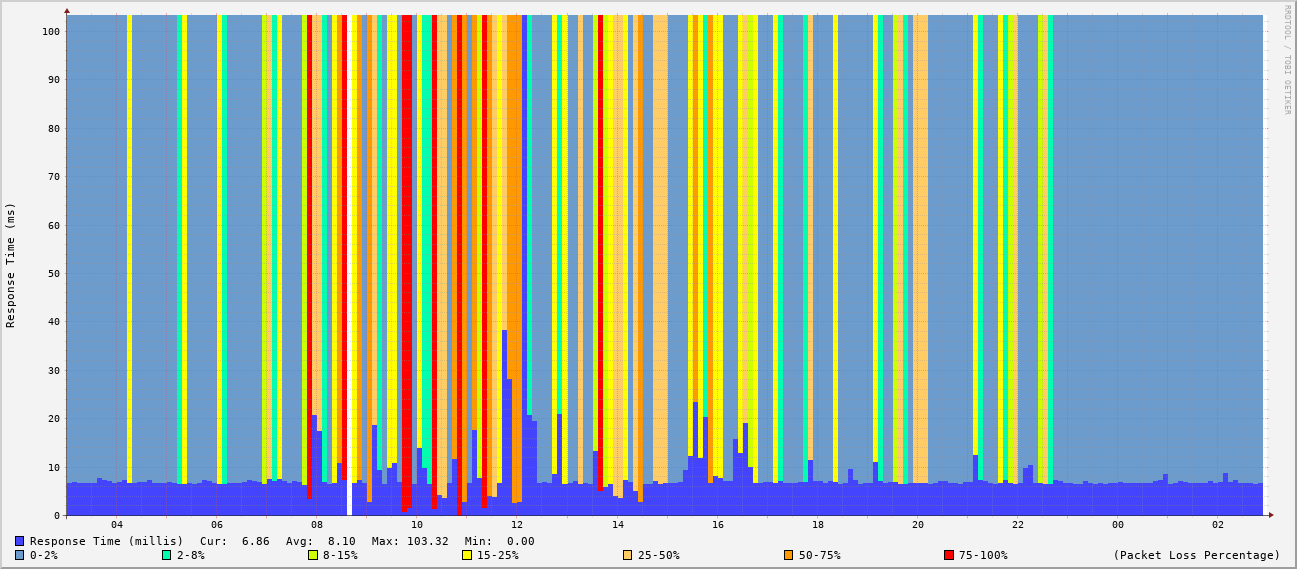 RRDTOOL / TOBI OETIKER
Response Time (ms)
100
90
80
70
60
50
40
30
20
10
0
04 06 08 10 12 14 16 18 20 22 00 02
Response Time (millis) Cur: 6.86 Avg: 8.10 Max: 103.32 Min: 0.00
0-2% 2-8% 8-15% 15-25% 25-50% 50-75% 75-100% (Packet Loss Percentage)